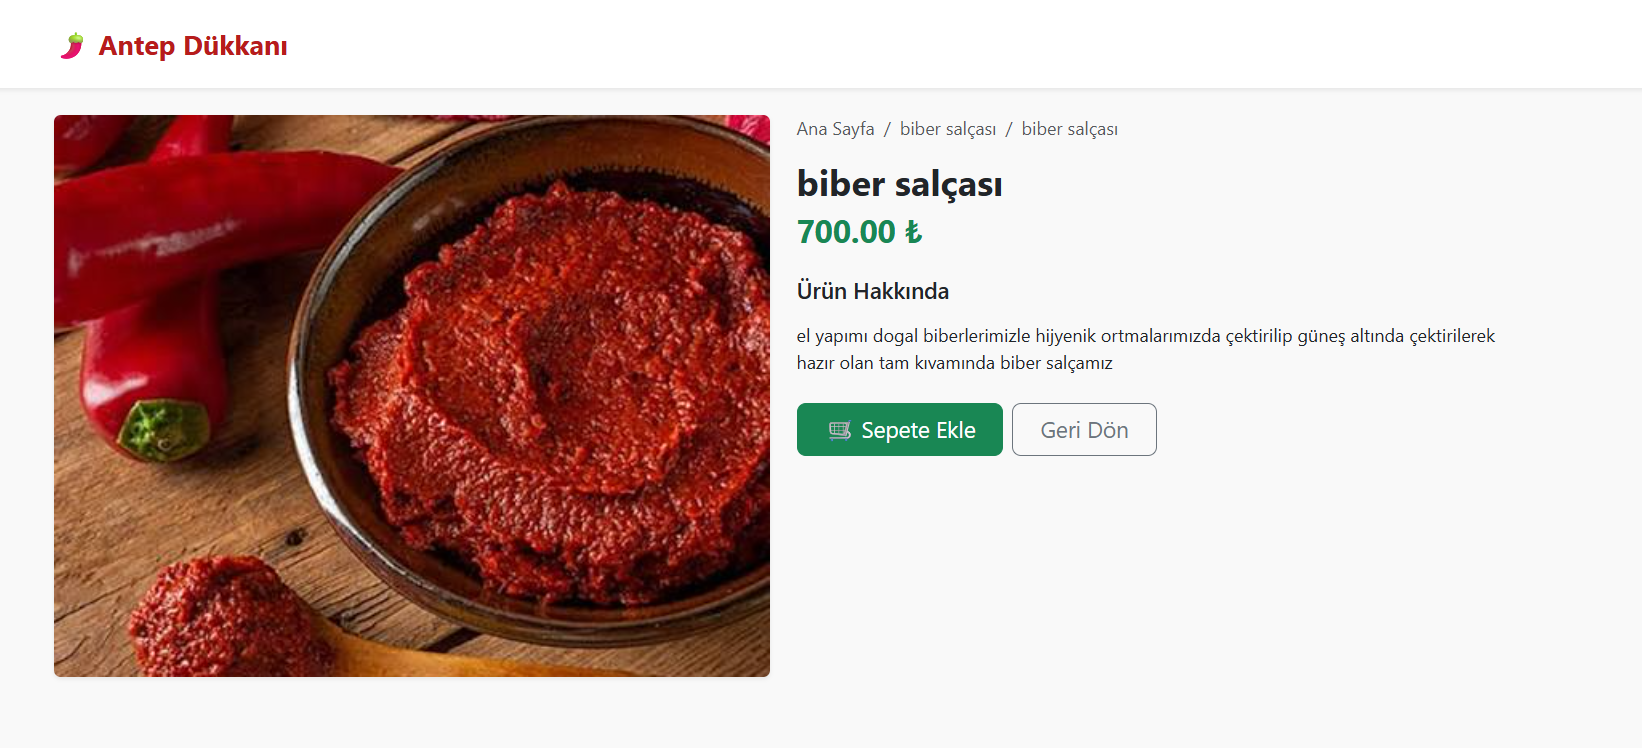 Antep Dükkanı
Ana Sayfa / biber salçası / biber salçası
biber salçası
700.00 ₺
Ürün Hakkında
el yapımı dogal biberlerimizle hijyenik ortmalarımızda çektirilip güneş altında çektirilerek
hazır olan tam kıvamında biber salçamız
Sepete Ekle
Geri Dön